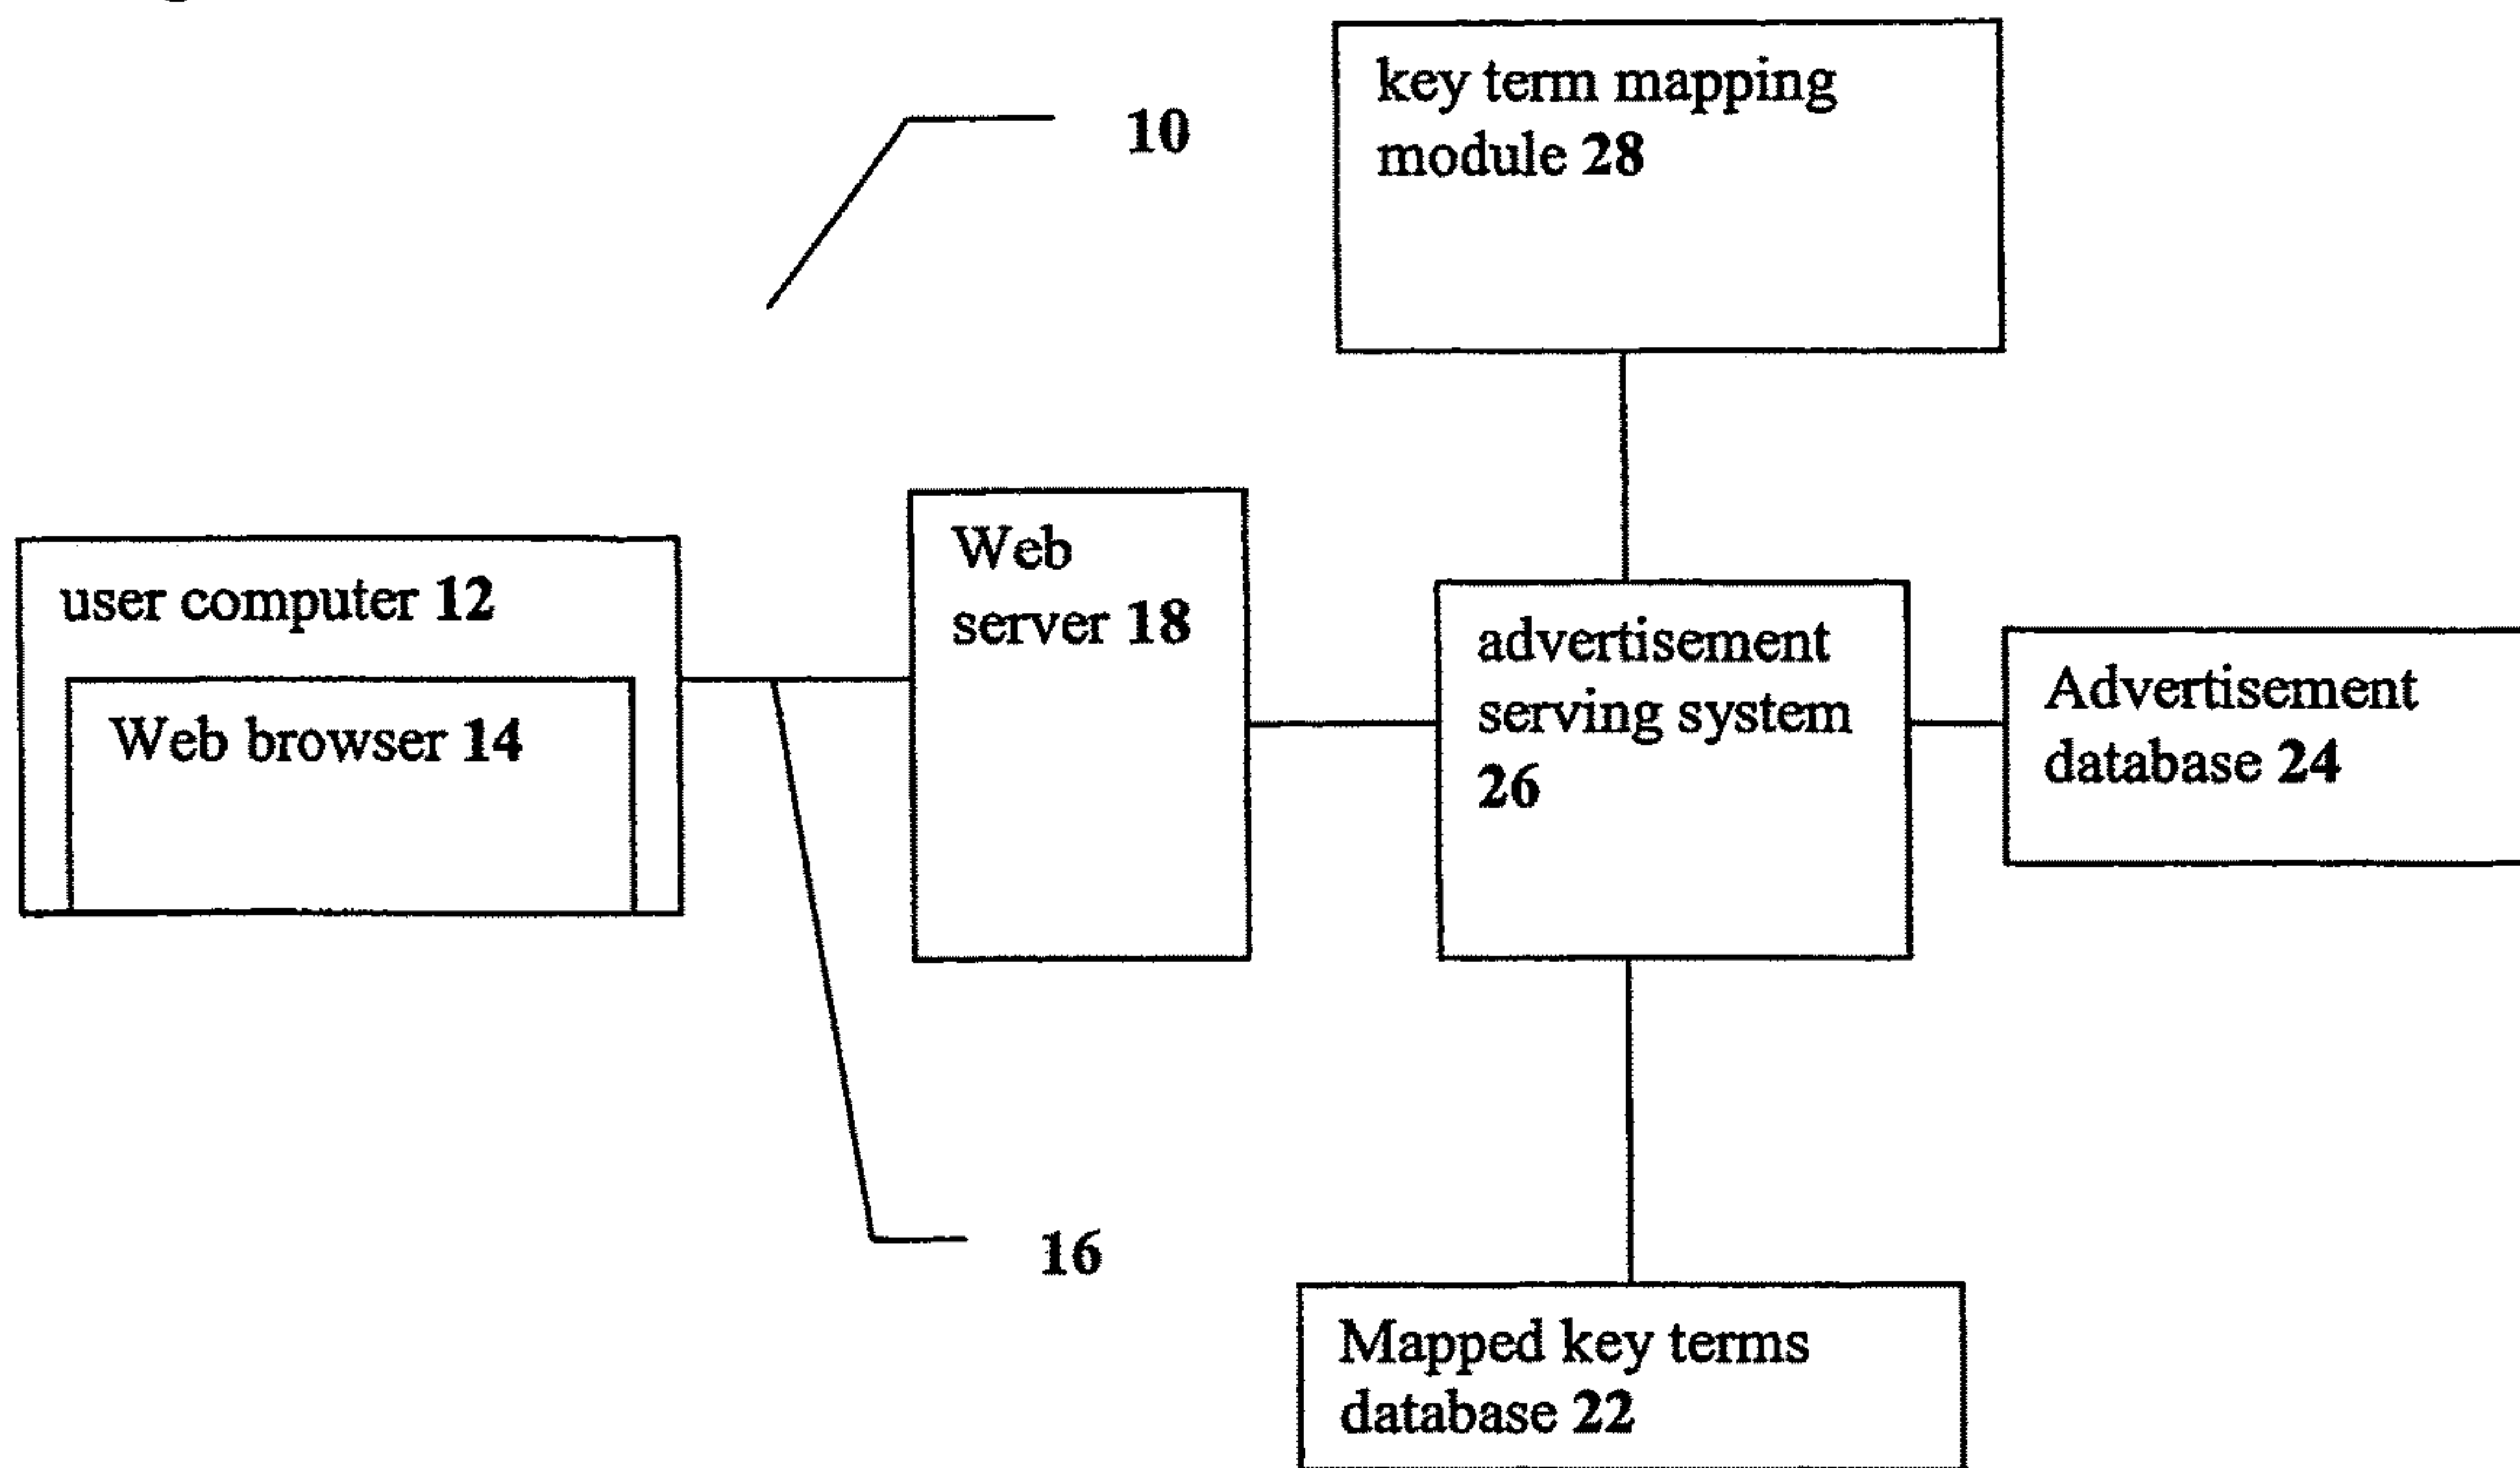 10
key term mapping
module 28
Web
server 18
user computer 12
Web browser 14
advertisement
serving system
26
Advertisement
database 24
16
Mapped key terms
database 22